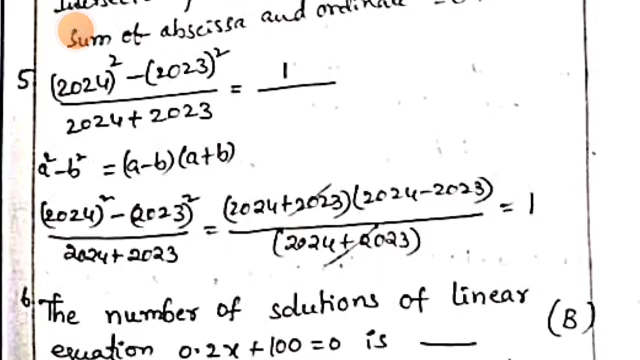 Sum of abscissa and ordinate
5 (2024)² - (2023)² / 2024 + 2023 = 1
a² - b² = (a-b)(a+b)
(2024)² - (2023)² / 2024 + 2023 = (2024+2023)(2024-2023) / (2024+2023) = 1
6. The number of solutions of linear (B)
equation 0.2x + 100 = 0 is ___